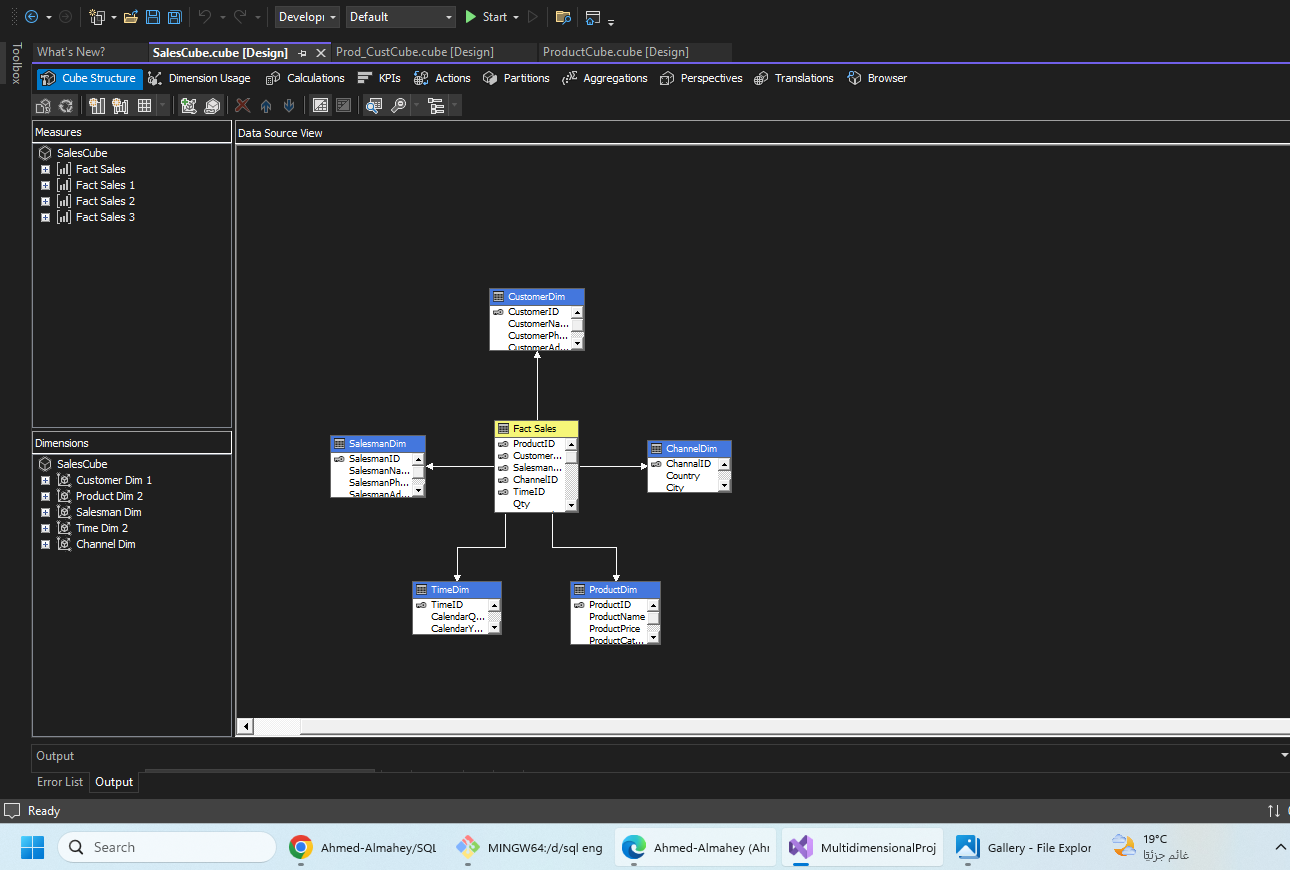 Developı
Default
Start
Toolbox
What's New?
SalesCube.cube [Design]
Prod_CustCube.cube [Design]
ProductCube.cube [Design]
Cube Structure
Dimension Usage
Calculations
KPIs
Actions
Partitions
Aggregations
Perspectives
Translations
Browser
Measures
SalesCube
Fact Sales
Fact Sales 1
Fact Sales 2
Fact Sales 3
Dimensions
SalesCube
Customer Dim 1
Product Dim 2
Salesman Dim
Time Dim 2
Channel Dim
Data Source View
CustomerDim
CustomerID
CustomerNa...
CustomerPh...
CustomerAd...
SalesmanDim
SalesmanID
SalesmanNa...
SalesmanPh...
SalesmanAd...
Fact Sales
ProductID
Customer...
Salesman...
ChannelID
TimeID
Qty
ChannelDim
ChannalID
Country
City
TimeDim
TimeID
CalendarQ...
CalendarY...
ProductDim
ProductID
ProductName
ProductPrice
ProductCat...
Output
Error List
Output
Ready
Search
Ahmed-Almahey/SQL
MINGW64:/d/sql eng
Ahmed-Almahey (Ahı
MultidimensionalProj
Gallery - File Explor
19°C
غائم جزئيًا